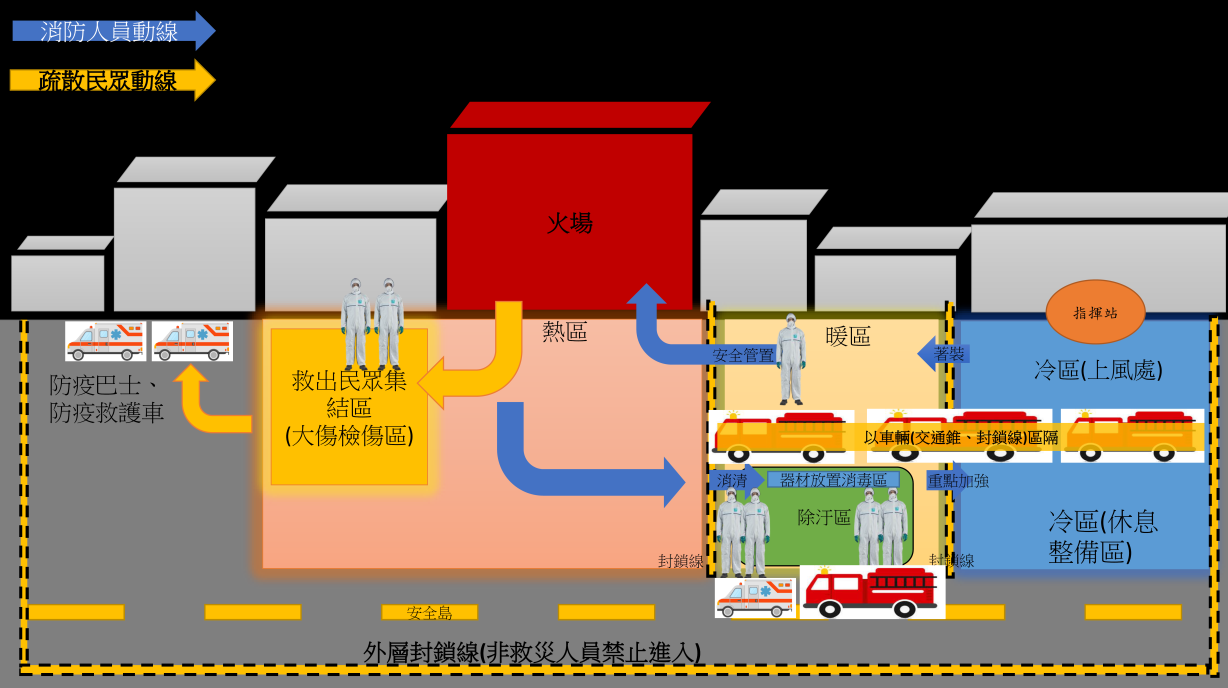 消防人員動線
疏散民眾動線
火場
熱區
暖區
指揮站
安全管置
著裝
冷區(上風處)
防疫巴士、
防疫救護車
救出民眾集
結區
(大傷檢傷區)
以車輛(交通錐、封鎖線)區隔
消清
器材放置消毒區
重點加強
除汙區
冷區(休息
整備區)
封鎖線
封鎖線
安全島
外層封鎖線(非救災人員禁止進入)